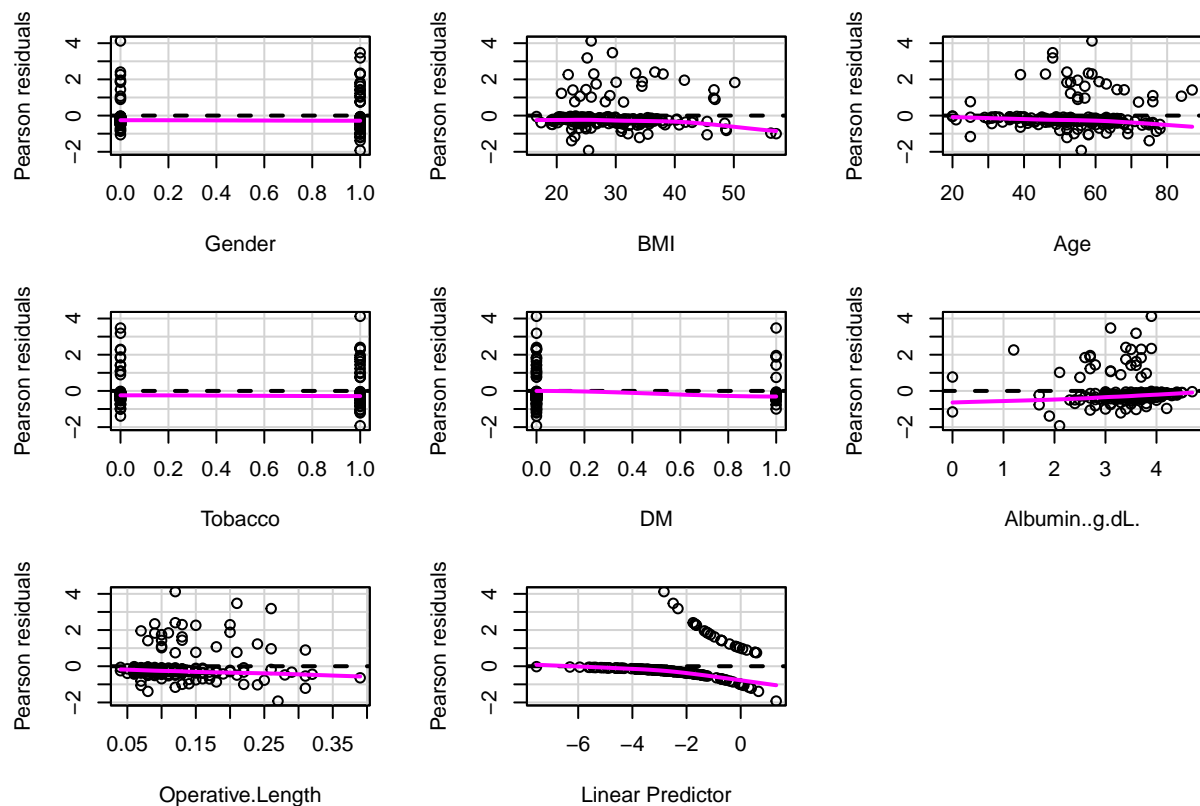 Pearson residuals
−2 0 2 4
0.0 0.2 0.4 0.6 0.8 1.0
Gender
Pearson residuals
−2 0 2 4
20 30 40 50
BMI
Pearson residuals
−2 0 2 4
20 40 60 80
Age
Pearson residuals
−2 0 2 4
0.0 0.2 0.4 0.6 0.8 1.0
Tobacco
Pearson residuals
−2 0 2 4
0.0 0.2 0.4 0.6 0.8 1.0
DM
Pearson residuals
−2 0 2 4
0 1 2 3 4
Albumin..g.dL.
Pearson residuals
−2 0 2 4
0.05 0.15 0.25 0.35
Operative.Length
Pearson residuals
−2 0 2 4
−6 −4 −2 0
Linear Predictor